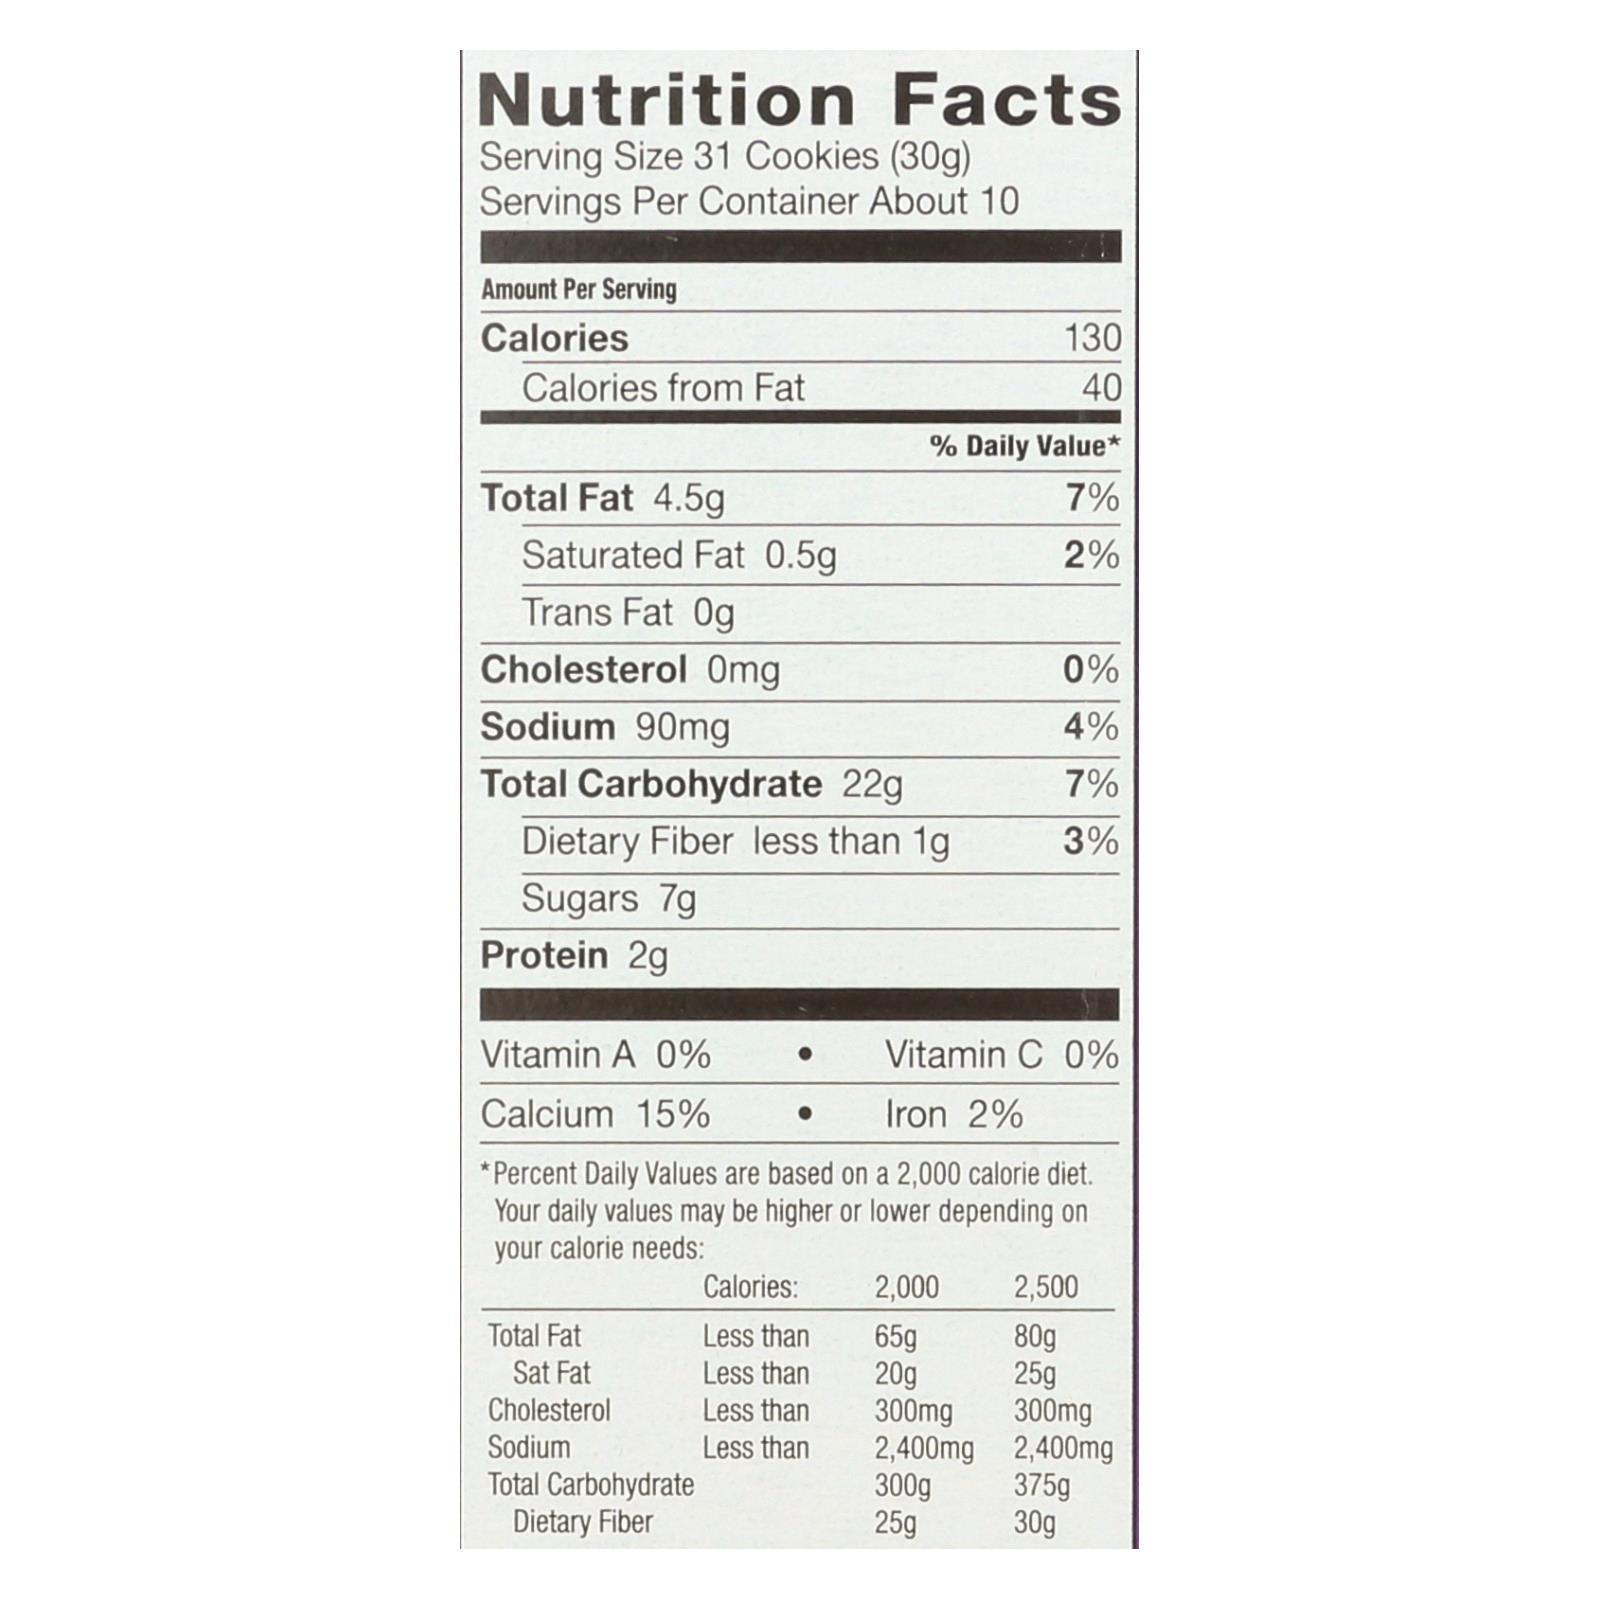 Nutrition Facts
Serving Size 31 Cookies (30g)
Servings Per Container About 10
Amount Per Serving
Calories 130
Calories from Fat 40
% Daily Value*
Total Fat 4.5g 7%
Saturated Fat 0.5g 2%
Trans Fat 0g
Cholesterol 0mg 0%
Sodium 90mg 4%
Total Carbohydrate 22g 7%
Dietary Fiber less than 1g 3%
Sugars 7g
Protein 2g
Vitamin A 0% • Vitamin C 0%
Calcium 15% • Iron 2%
*Percent Daily Values are based on a 2,000 calorie diet.
Your daily values may be higher or lower depending on
your calorie needs:
Calories: 2,000 2,500
Total Fat Less than 65g 80g
Sat Fat Less than 20g 25g
Cholesterol Less than 300mg 300mg
Sodium Less than 2,400mg 2,400mg
Total Carbohydrate 300g 375g
Dietary Fiber 25g 30g